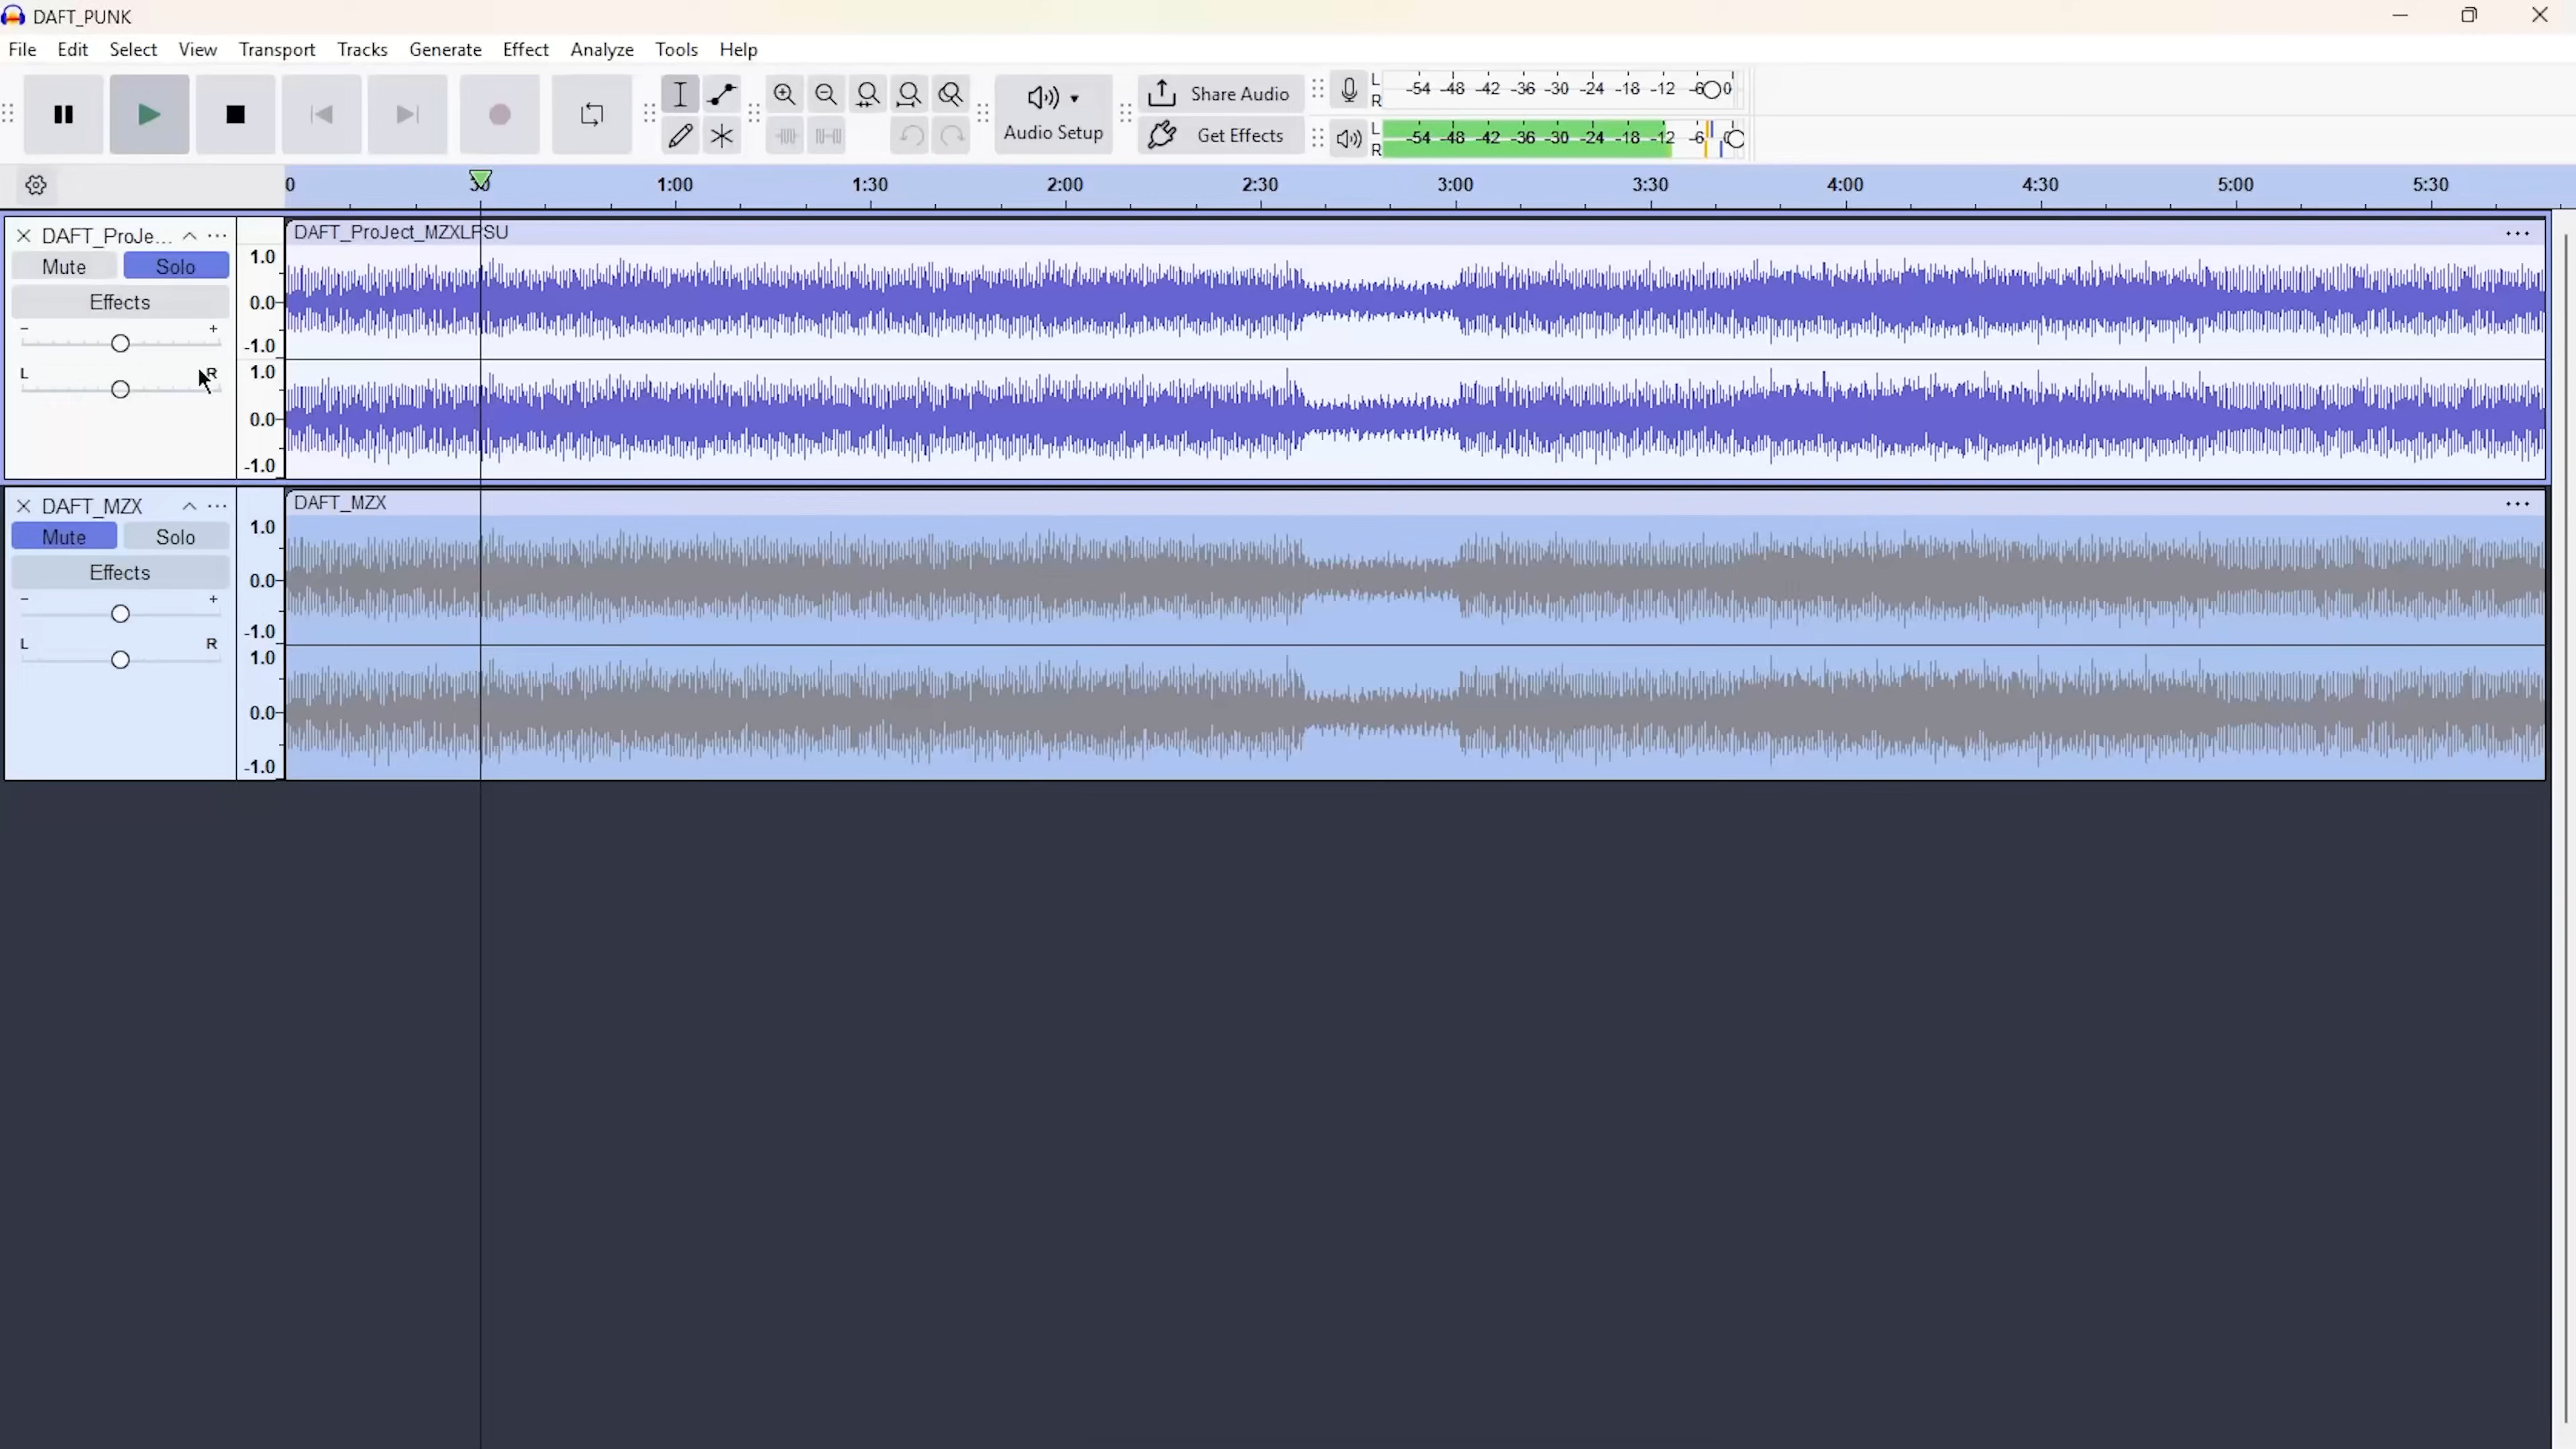 DAFT_PUNK
File Edit Select View Transport Tracks Generate Effect Analyze Tools Help
Audio Setup
Share Audio
Get Effects
L
R
-54 -48 -42 -36 -30 -24 -18 -12 -6 0
L
R
-54 -48 -42 -36 -30 -24 -18 -12 -6 0
0 30 1:00 1:30 2:00 2:30 3:00 3:30 4:00 4:30 5:00 5:30
DAFT_ProJe... ...
Mute Solo
Effects
- +
L R
1.0
0.0
-1.0
1.0
0.0
-1.0
DAFT_ProJect_MZXLPSU ...
DAFT_MZX ...
Mute Solo
Effects
- +
L R
1.0
0.0
-1.0
1.0
0.0
-1.0
DAFT_MZX ...